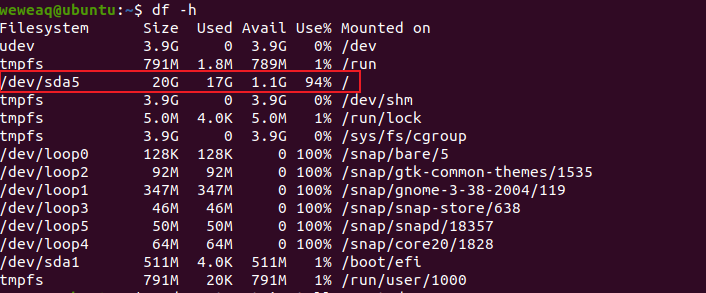 weweaq@ubuntu:~$ df -h
Filesystem      Size  Used Avail Use% Mounted on
udev            3.9G     0  3.9G   0% /dev
tmpfs           791M  1.8M  789M   1% /run
/dev/sda5        20G   17G  1.1G  94% /
tmpfs           3.9G     0  3.9G   0% /dev/shm
tmpfs           5.0M  4.0K  5.0M   1% /run/lock
tmpfs           3.9G     0  3.9G   0% /sys/fs/cgroup
/dev/loop0      128K  128K     0 100% /snap/bare/5
/dev/loop2       92M   92M     0 100% /snap/gtk-common-themes/1535
/dev/loop1      347M  347M     0 100% /snap/gnome-3-38-2004/119
/dev/loop3       46M   46M     0 100% /snap/snap-store/638
/dev/loop5       50M   50M     0 100% /snap/snapd/18357
/dev/loop4       64M   64M     0 100% /snap/core20/1828
/dev/sda1       511M  4.0K  511M   1% /boot/efi
tmpfs           791M   20K  791M   1% /run/user/1000